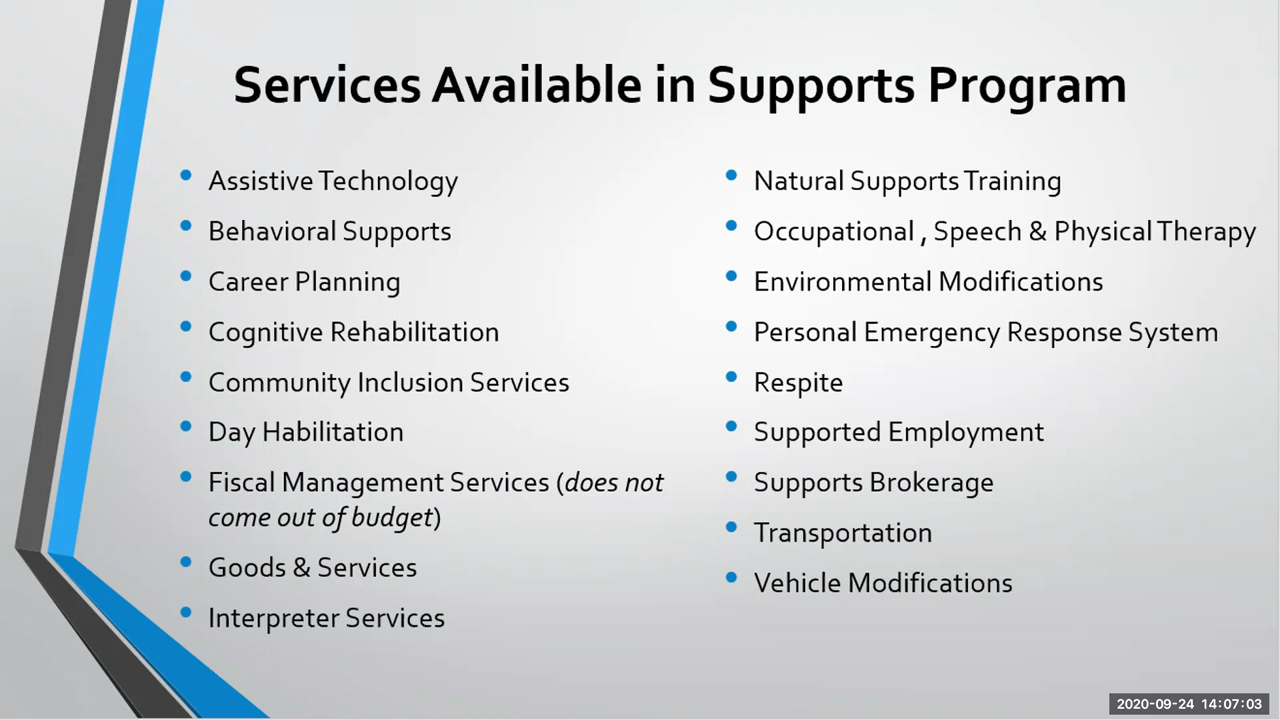 Services Available in Supports Program
• Assistive Technology
• Behavioral Supports
• Career Planning
• Cognitive Rehabilitation
• Community Inclusion Services
• Day Habilitation
• Fiscal Management Services (does not
come out of budget)
• Goods & Services
• Interpreter Services
• Natural Supports Training
• Occupational , Speech & Physical Therapy
• Environmental Modifications
• Personal Emergency Response System
• Respite
• Supported Employment
• Supports Brokerage
• Transportation
• Vehicle Modifications
2020-09-24 14:07:03